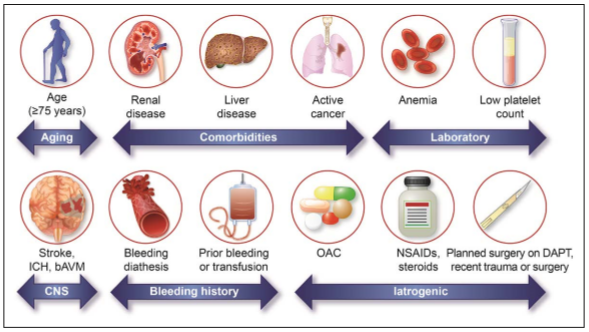 Age
(≥75 years)
Renal
disease
Liver
disease
Active
cancer
Anemia
Low platelet
count
Aging
Comorbidities
Laboratory
Stroke,
ICH, bAVM
Bleeding
diathesis
Prior bleeding
or transfusion
OAC
NSAIDs,
steroids
Planned surgery on DAPT,
recent trauma or surgery
CNS
Bleeding history
Iatrogenic